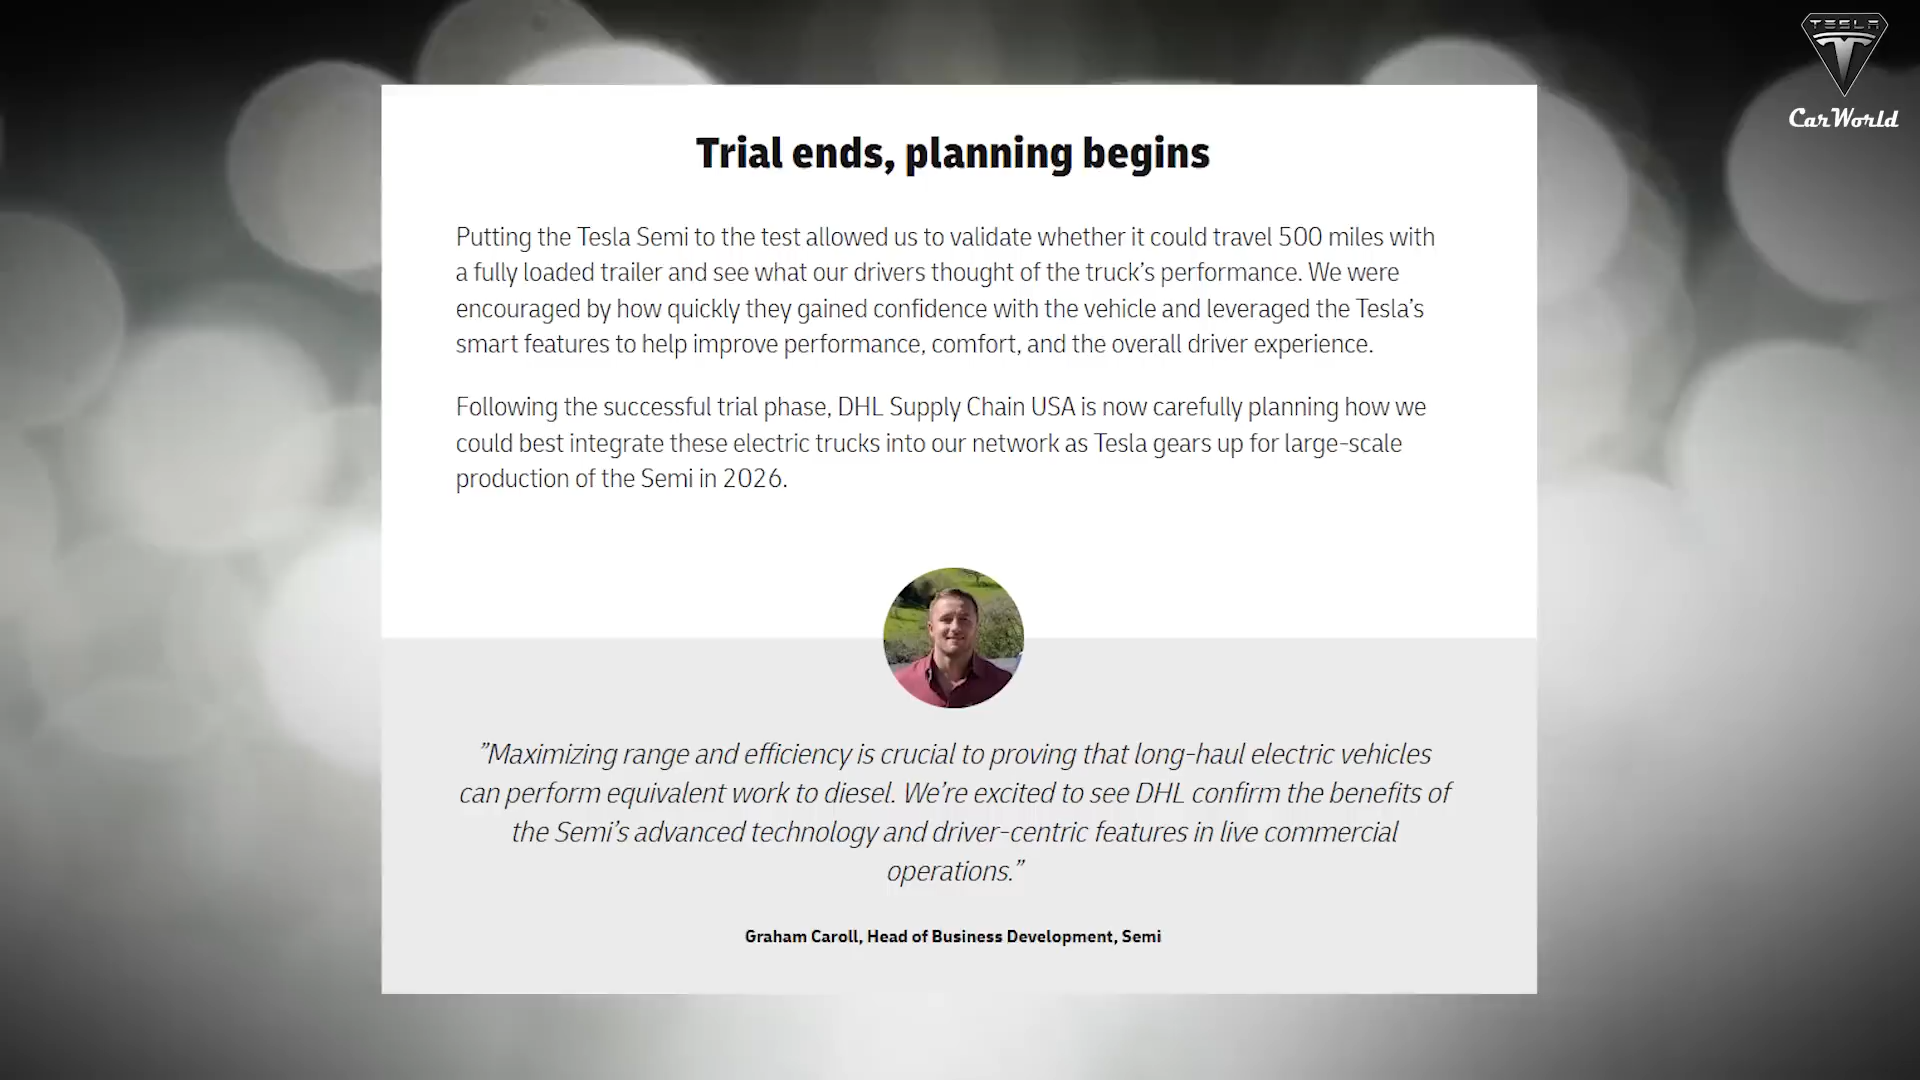 TESLA
CarWorld
Trial ends, planning begins
Putting the Tesla Semi to the test allowed us to validate whether it could travel 500 miles with
a fully loaded trailer and see what our drivers thought of the truck’s performance. We were
encouraged by how quickly they gained confidence with the vehicle and leveraged the Tesla’s
smart features to help improve performance, comfort, and the overall driver experience.
Following the successful trial phase, DHL Supply Chain USA is now carefully planning how we
could best integrate these electric trucks into our network as Tesla gears up for large-scale
production of the Semi in 2026.
”Maximizing range and efficiency is crucial to proving that long-haul electric vehicles
can perform equivalent work to diesel. We’re excited to see DHL confirm the benefits of
the Semi’s advanced technology and driver-centric features in live commercial
operations.”
Graham Caroll, Head of Business Development, Semi